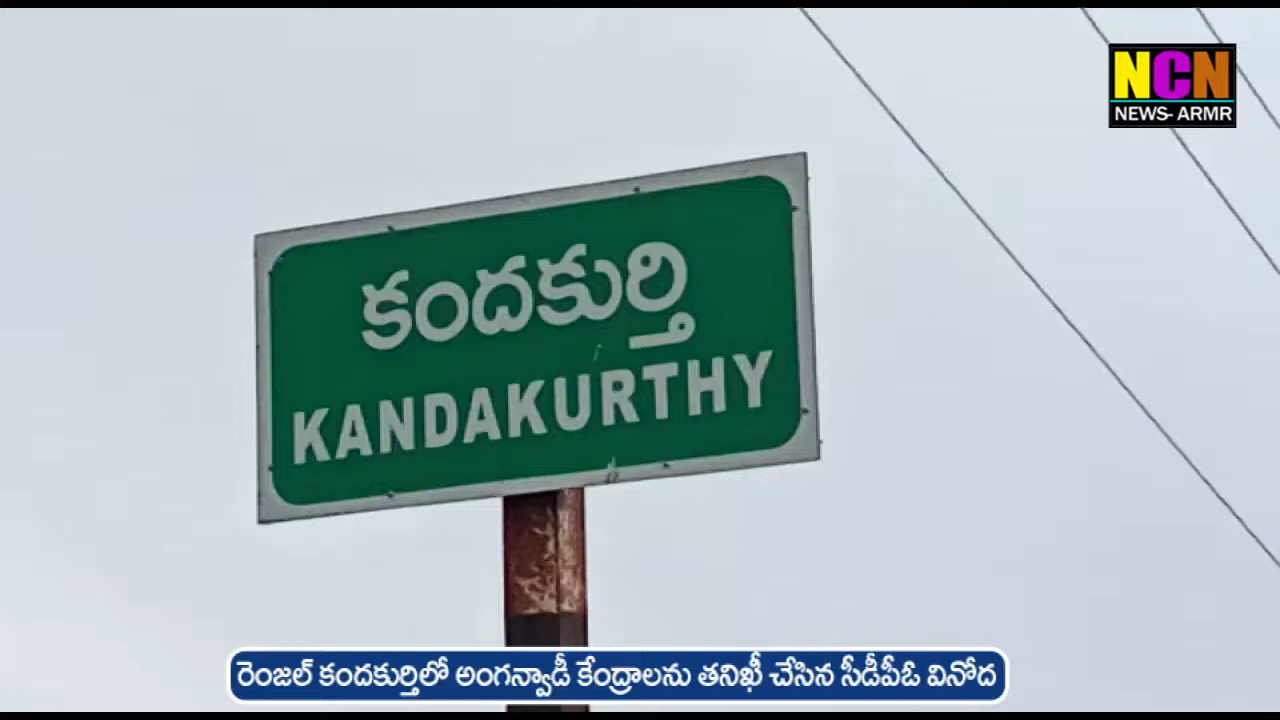 NCN
NEWS- ARMR
కందకుర్తి
KANDAKURTHY
రెంజల్ కందకుర్తిలో అంగన్వాడీ కేంద్రాలను తనిఖీ చేసిన సీడీపీఓ వినోద